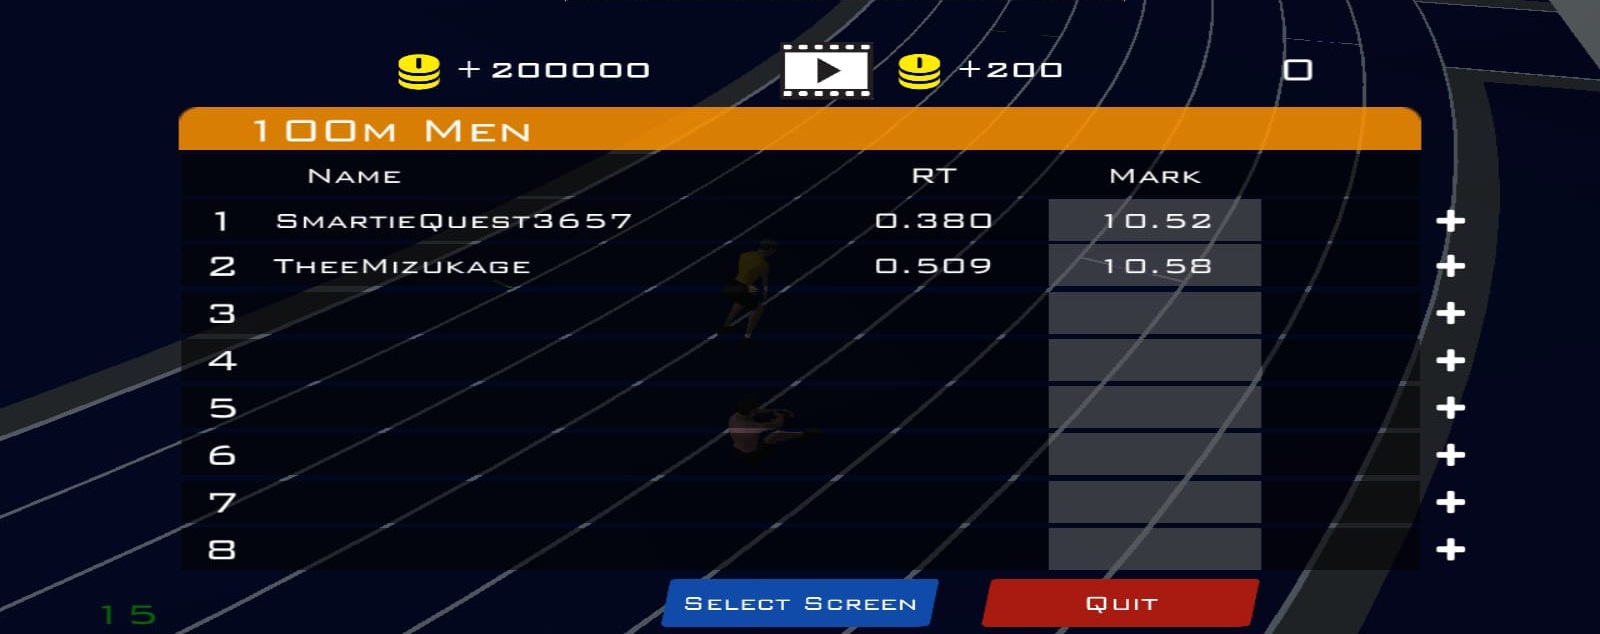 +200000 +200 0
100m Men
Name RT Mark
1 SmartieQuest3657 0.380 10.52 +
2 TheeMizukage 0.509 10.58 +
3 +
4 +
5 +
6 +
7 +
8 +
Select Screen Quit
15